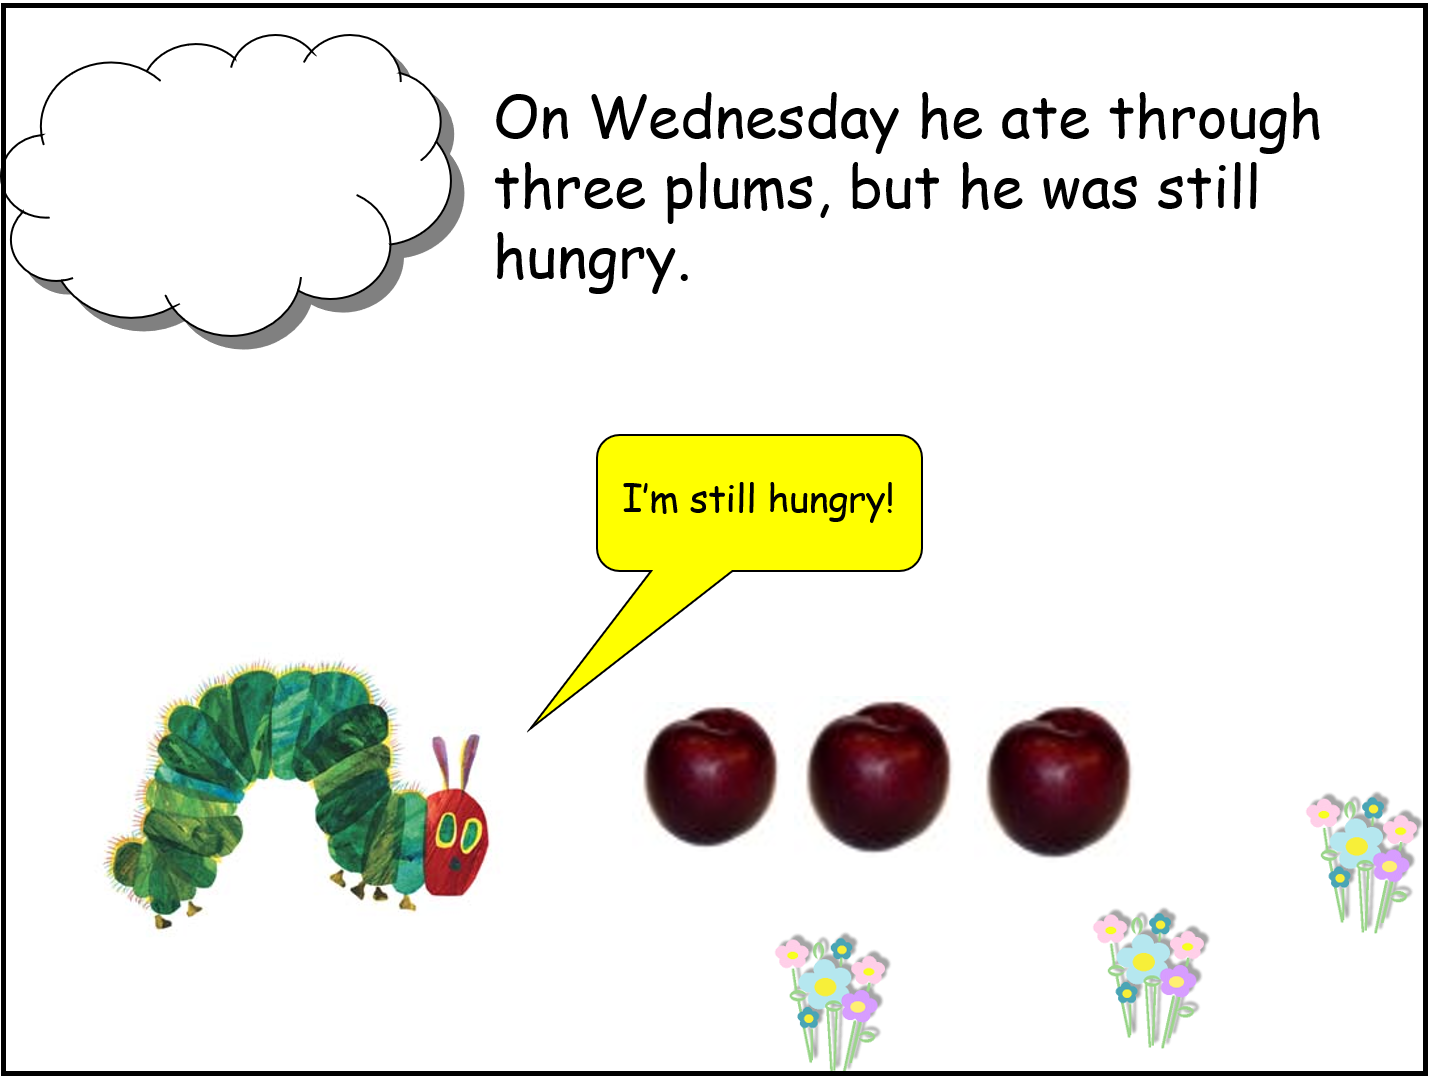 On Wednesday he ate through
three plums, but he was still
hungry.
I'm still hungry!